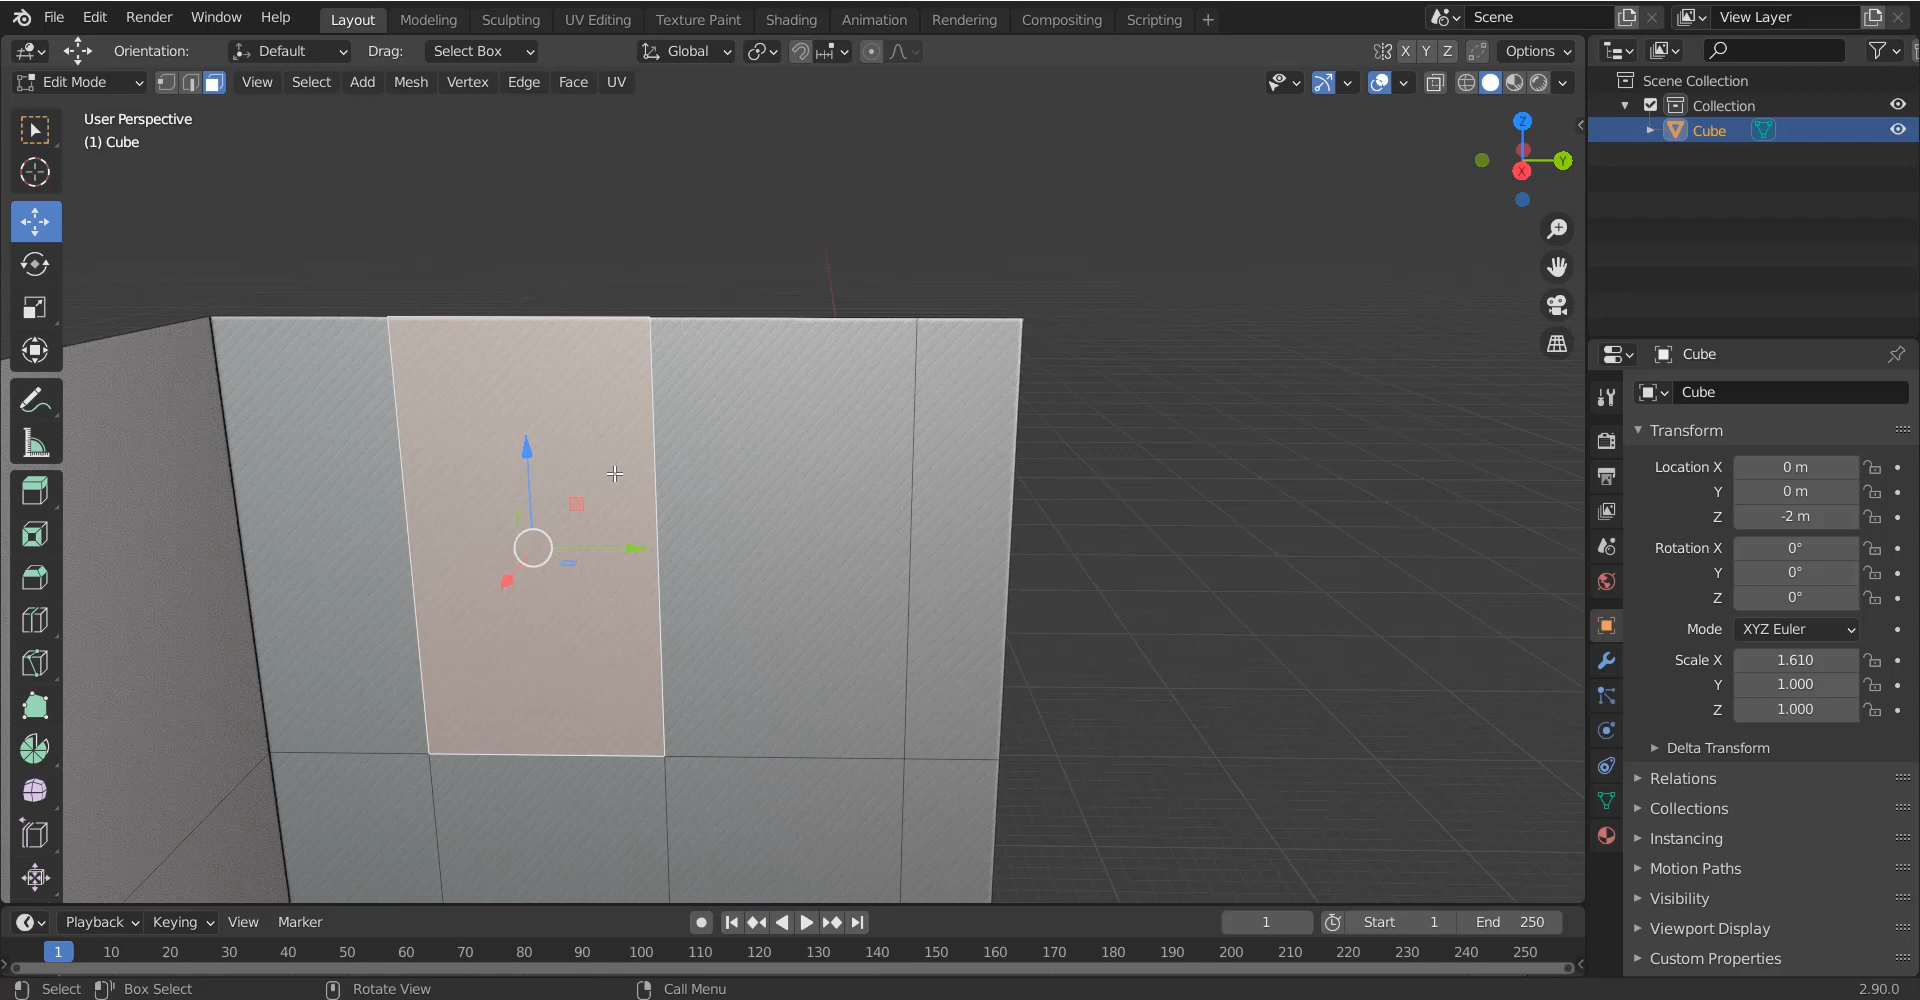 File Edit Render Window Help Layout Modeling Sculpting UV Editing Texture Paint Shading Animation Rendering Compositing Scripting + Scene View Layer
Orientation: Default Drag: Select Box Global X Y Z Options
Edit Mode View Select Add Mesh Vertex Edge Face UV
Scene Collection
Collection
Cube
User Perspective
(1) Cube
Z
Y
X
Cube
Cube
Transform
Location X 0 m
Y 0 m
Z -2 m
Rotation X 0°
Y 0°
Z 0°
Mode XYZ Euler
Scale X 1.610
Y 1.000
Z 1.000
Delta Transform
Relations
Collections
Instancing
Motion Paths
Visibility
Viewport Display
Custom Properties
Playback Keying View Marker 1 Start 1 End 250
1 10 20 30 40 50 60 70 80 90 100 110 120 130 140 150 160 170 180 190 200 210 220 230 240 250
Select Box Select Rotate View Call Menu 2.90.0